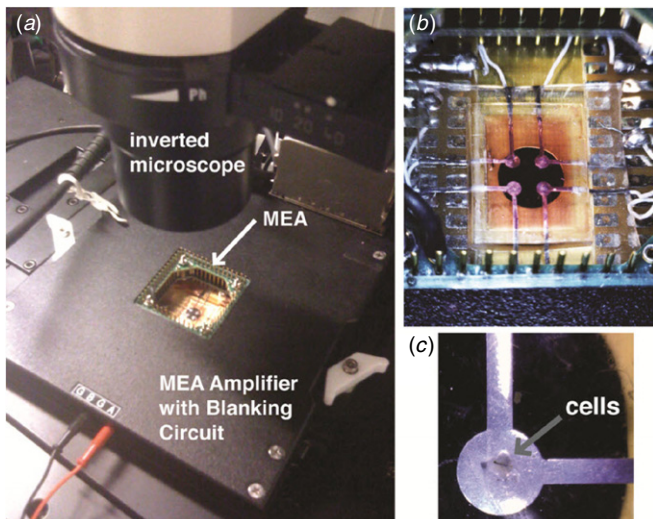 (a)
Ph
10 20 40
inverted
microscope
MEA
MEA Amplifier
with Blanking
Circuit
G B G A
(b)
(c)
cells